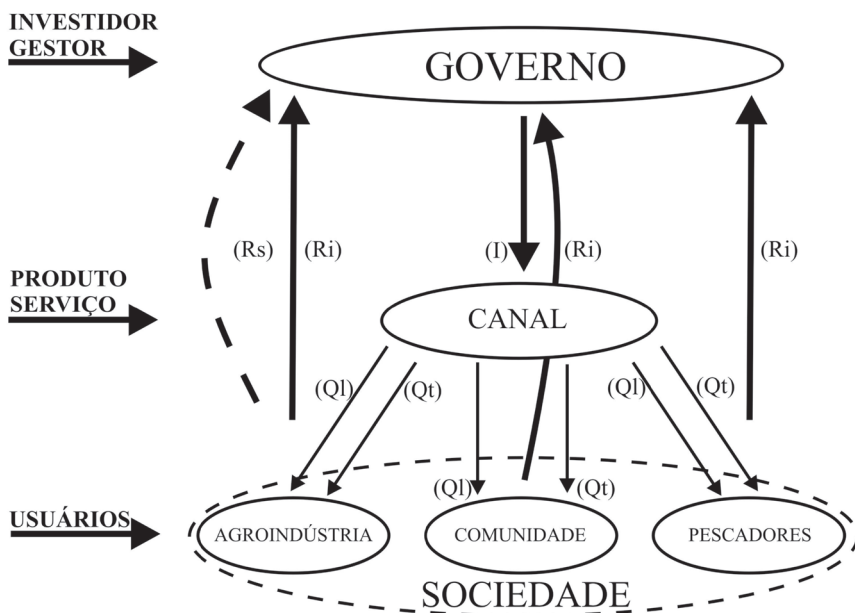 INVESTIDOR
GESTOR
GOVERNO
(Rs)
(Ri)
(I)
(Ri)
(Ri)
PRODUTO
SERVIÇO
CANAL
(Ql)
(Qt)
(Ql)
(Qt)
(Ql)
(Qt)
USUÁRIOS
AGROINDÚSTRIA
COMUNIDADE
PESCADORES
SOCIEDADE